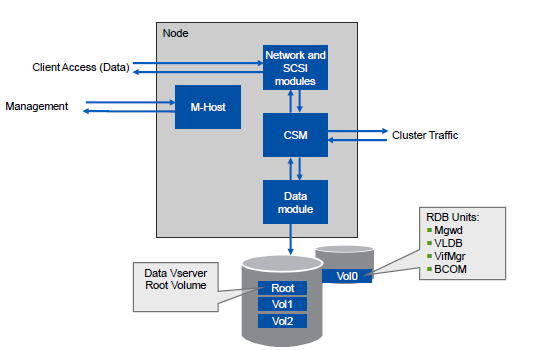 Node
Network and
SCSI
modules
Client Access (Data)
Management
M-Host
CSM
Cluster Traffic
Data
module
RDB Units:
Mgwd
VLDB
VifMgr
BCOM
Data Vserver
Root Volume
Vol0
Root
Vol1
Vol2